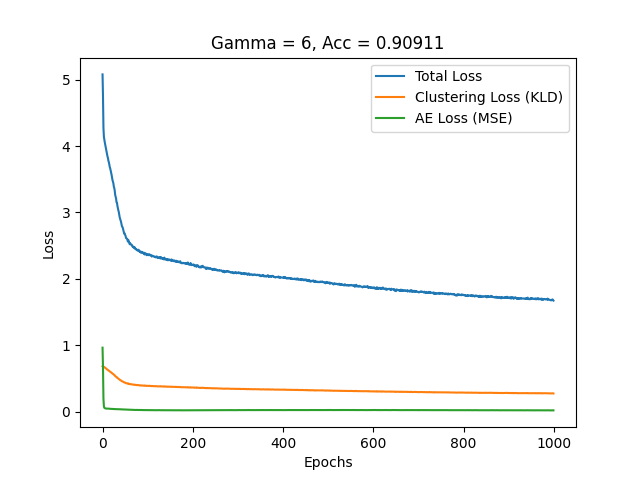 Gamma = 6, Acc = 0.90911
Total Loss
Clustering Loss (KLD)
AE Loss (MSE)
5
4
3
2
1
0
Loss
0 200 400 600 800 1000
Epochs